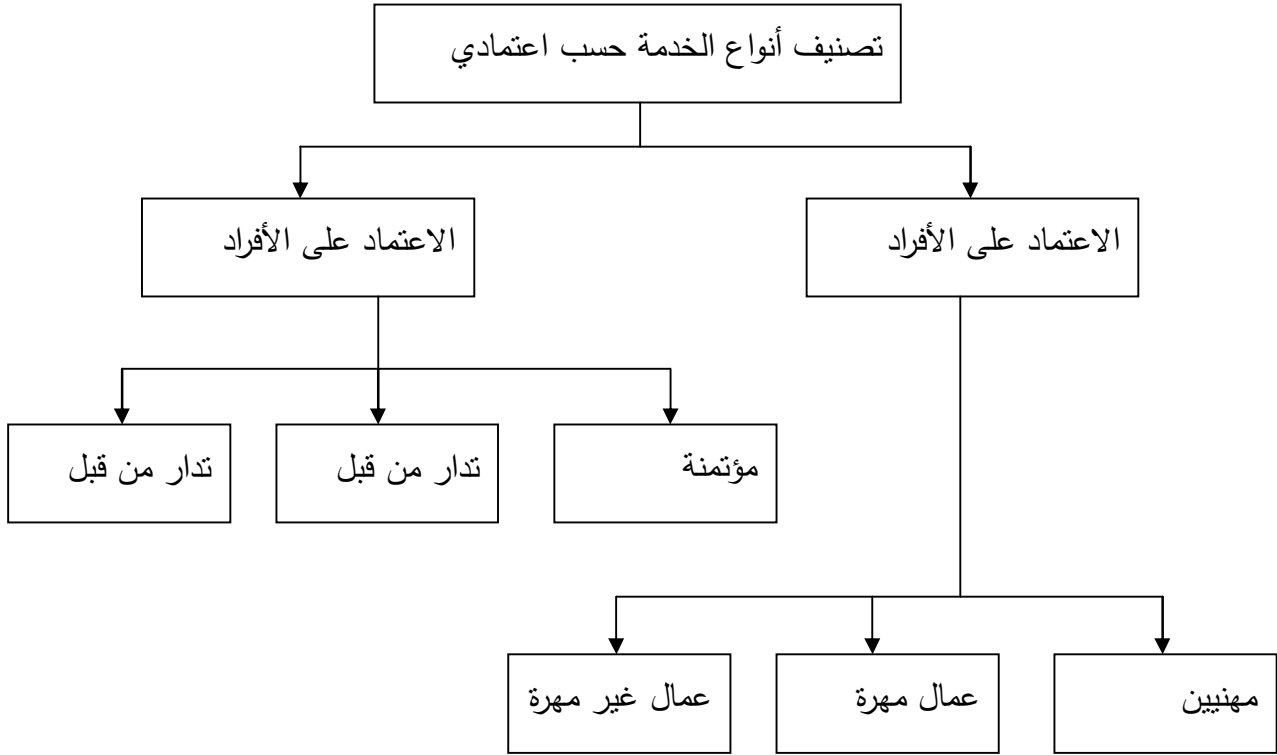 تصنيف أنواع الخدمة حسب اعتمادي
الاعتماد على الأفراد
الاعتماد على الأفراد
مؤتمنة
تدار من قبل
تدار من قبل
مهنيين
عمال مهرة
عمال غير مهرة